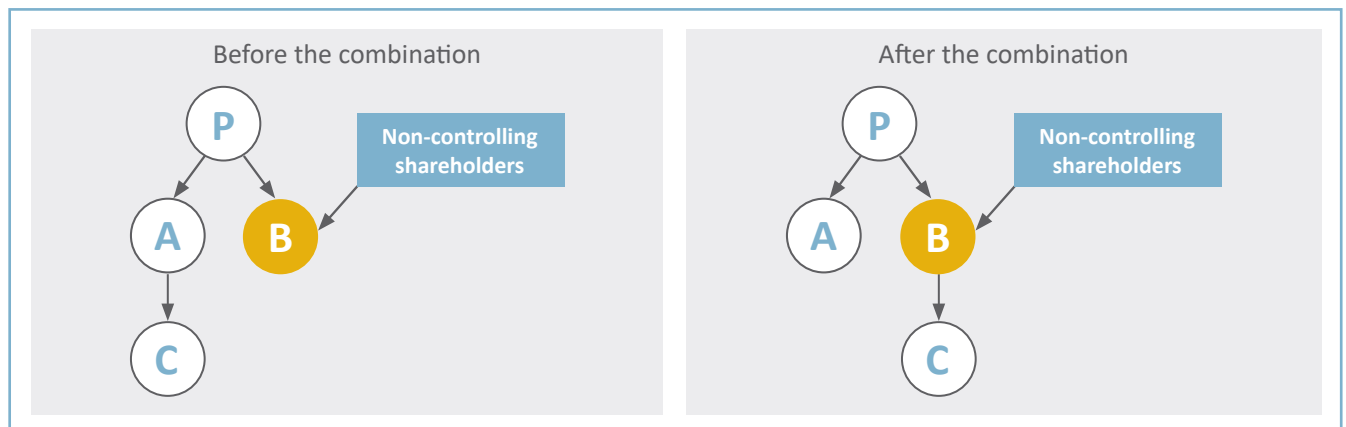 Before the combination
P
Non-controlling
shareholders
A
B
C
After the combination
P
Non-controlling
shareholders
A
B
C